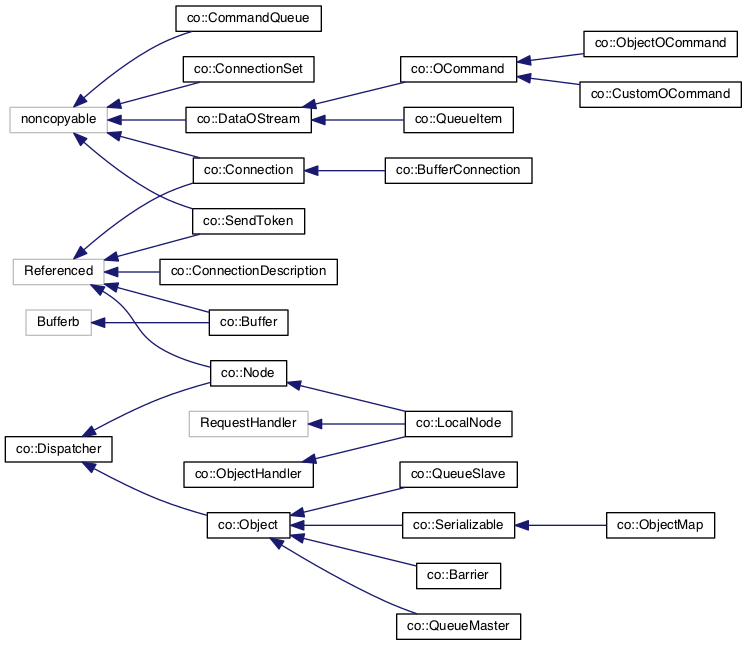 co::CommandQueue
co::ObjectOCommand
co::ConnectionSet
co::OCommand
co::CustomOCommand
noncopyable
co::DataOStream
co::QueueItem
co::Connection
co::BufferConnection
co::SendToken
Referenced
co::ConnectionDescription
Bufferb
co::Buffer
co::Node
RequestHandler
co::LocalNode
co::Dispatcher
co::ObjectHandler
co::QueueSlave
co::Object
co::Serializable
co::ObjectMap
co::Barrier
co::QueueMaster